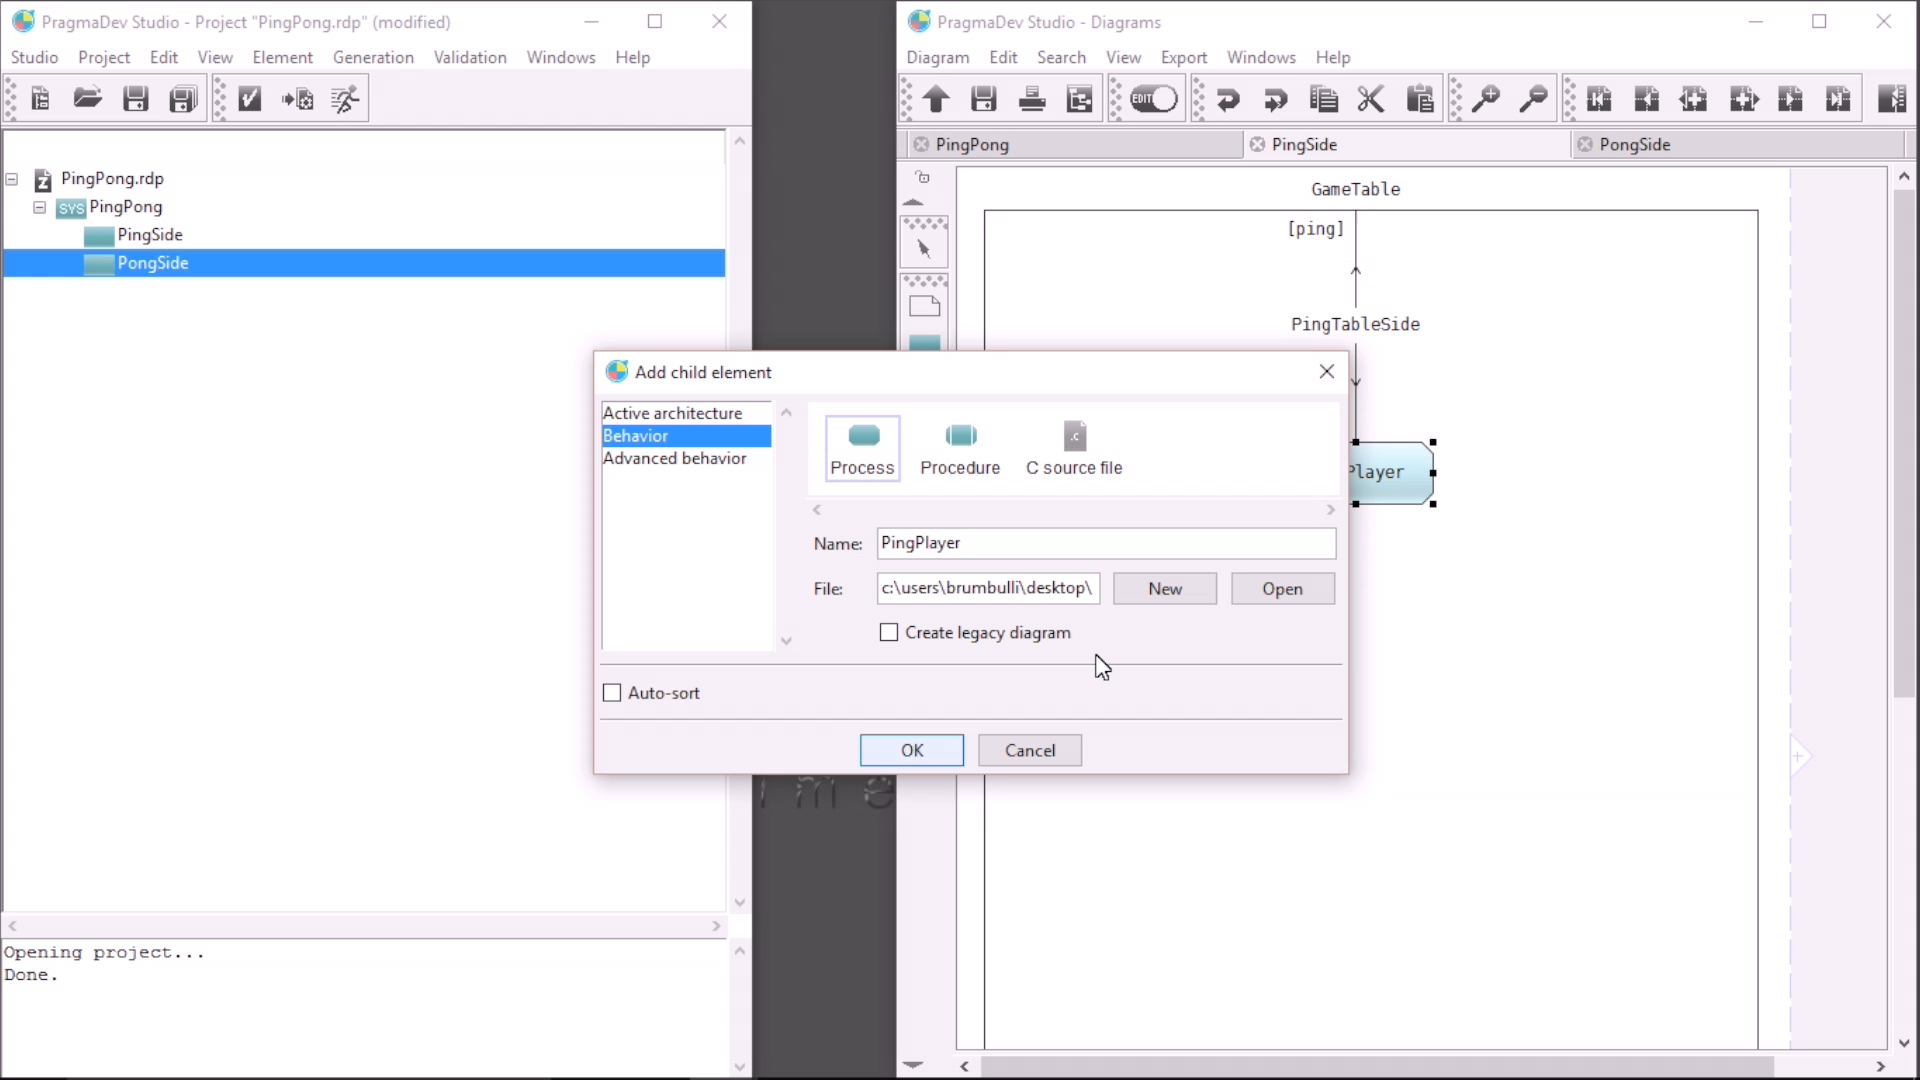 PragmaDev Studio - Project "PingPong.rdp" (modified)
Studio Project Edit View Element Generation Validation Windows Help
PingPong.rdp
SYS PingPong
PingSide
PongSide
Opening project...
Done.
PragmaDev Studio - Diagrams
Diagram Edit Search View Export Windows Help
EDIT
PingPong PingSide PongSide
GameTable
[ping]
PingTableSide
Player
Add child element
Active architecture
Behavior
Advanced behavior
Process Procedure C source file
.c
Name: PingPlayer
File: c:\users\brumbulli\desktop\ New Open
Create legacy diagram
Auto-sort
OK Cancel
i m e